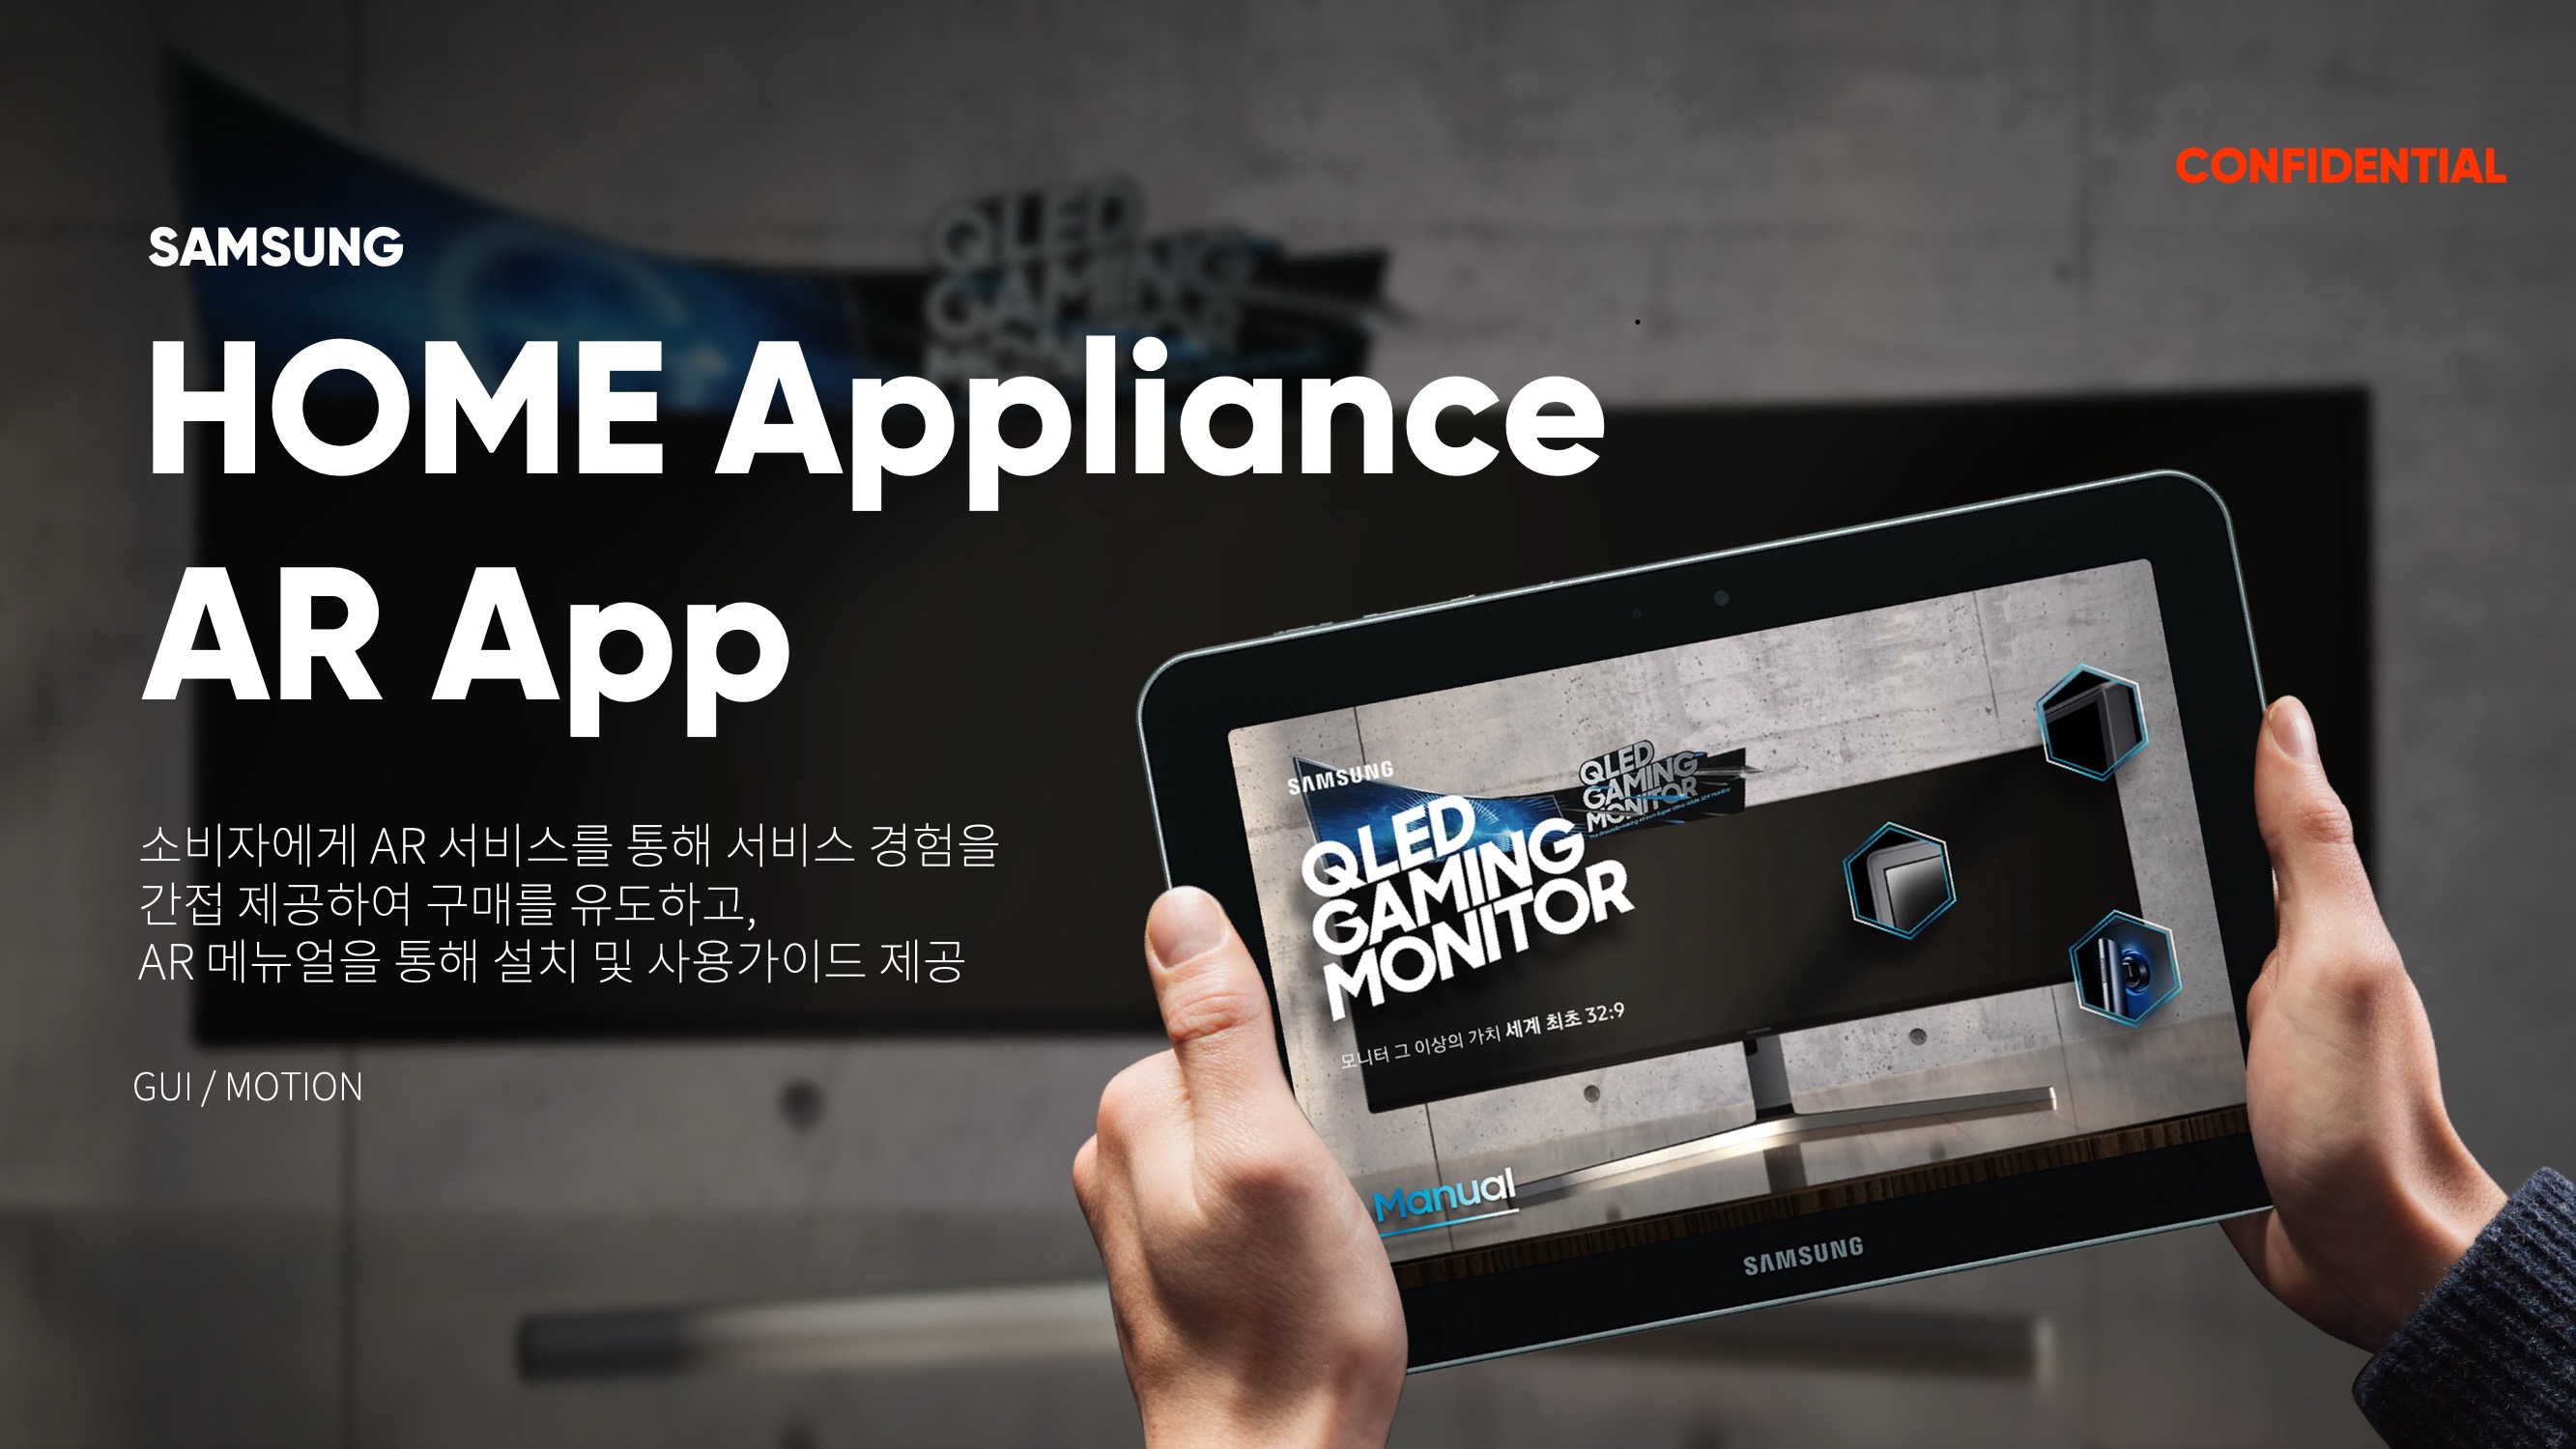 CONFIDENTIAL
SAMSUNG
HOME Appliance
AR App
소비자에게 AR 서비스를 통해 서비스 경험을
간접 제공하여 구매를 유도하고,
AR 메뉴얼을 통해 설치 및 사용가이드 제공
GUI / MOTION
QLED
GAMING
MONITOR
SAMSUNG
QLED
GAMING
MONITOR
QLED
GAMING
MONITOR
모니터 그 이상의 가치 세계 최초 32:9
Manual
SAMSUNG